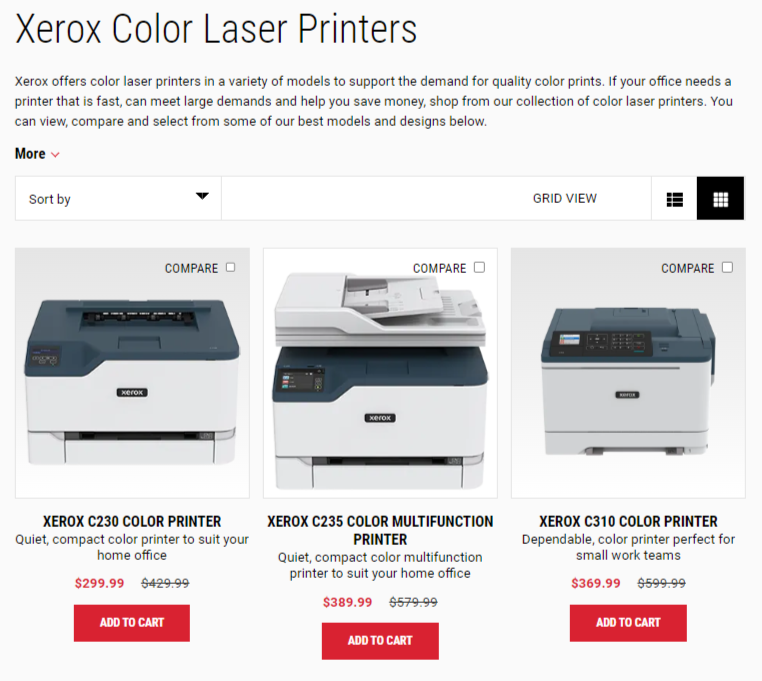 Xerox Color Laser Printers
Xerox offers color laser printers in a variety of models to support the demand for quality color prints. If your office needs a
printer that is fast, can meet large demands and help you save money, shop from our collection of color laser printers. You
can view, compare and select from some of our best models and designs below.
More
Sort by
GRID VIEW
COMPARE
COMPARE
COMPARE
xerox
xerox
xerox
XEROX C230 COLOR PRINTER
Quiet, compact color printer to suit your
home office
$299.99 $429.99
ADD TO CART
XEROX C235 COLOR MULTIFUNCTION
PRINTER
Quiet, compact color multifunction
printer to suit your home office
$389.99 $579.99
ADD TO CART
XEROX C310 COLOR PRINTER
Dependable, color printer perfect for
small work teams
$369.99 $599.99
ADD TO CART